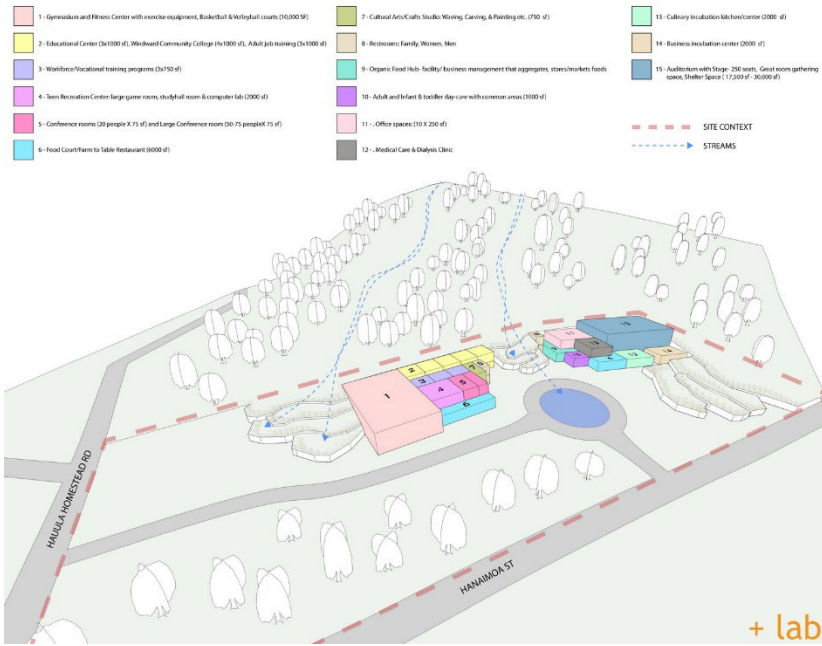 1 - Gymnasium and Fitness Center with exercise equipment, Basketball & Volleyball courts (10,000 SF)
2 - Educational Center (3x1000 sf), Windward Community College (4x1000 sf), Adult job training (3x1000 sf)
3 - Workforce/Vocational training programs (3x750 sf)
4 - Teen Recreation Center: large game room, studyhall room & computer lab (2000 sf)
5 - Conference rooms (20 people X 75 sf) and Large Conference room (50-75 peopleX 75 sf)
6 - Food Court/Farm to Table Restaurant (6000 sf)
7 - Cultural Arts/Crafts Studio: Waving, Carving, & Painting etc. (750 sf)
8 - Restrooms: Family, Women, Men
9 - Organic Food Hub- facility/ business management that aggregates, stores/markets foods
10 - Adult and Infant & toddler day-care with common areas (1000 sf)
11 - . Office spaces: (10 X 250 sf)
12 - . Medical Care & Dialysis Clinic
13 - Culinary incubation kitchen/center (2000 sf)
14 - Business incubation center (2000 sf)
15 - Auditorium with Stage- 250 seats, Great room gathering
space, Shelter Space ( 17,500 sf - 30,000 sf)
SITE CONTEXT
STREAMS
15
11
12
9
10
6
13
14
2
7
3
4
5
6
1
HAUULA HOMESTEAD RD
HANAIMOA ST
+ lab